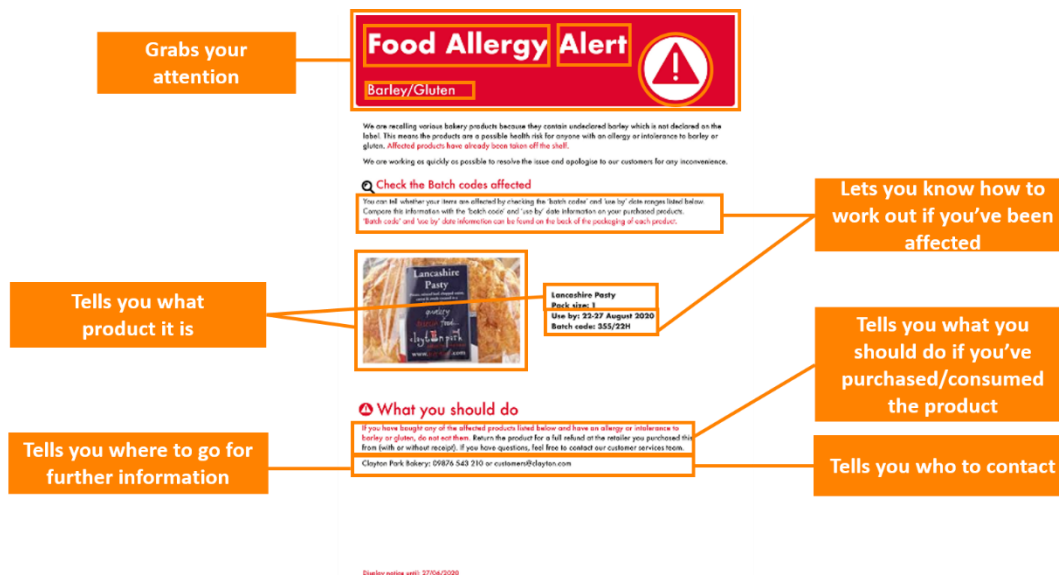 Grabs your
attention
Food Allergy Alert
Barley/Gluten
We are recalling various bakery products because they contain undeclared barley which is not declared on the
label. This means the products are a possible health risk for anyone with an allergy or intolerance to barley or
gluten. Affected products have already been taken off the shelf.
We are working as quickly as possible to resolve the issue and apologise to our customers for any inconvenience.
Check the Batch codes affected
You can tell whether your items are affected by checking the 'batch codes' and 'use by' date ranges listed below.
Compare this information with the 'batch code' and 'use by' date information on your purchased products.
'Batch code' and 'use by' date information can be found on the back of the packaging of each product.
Lets you know how to
work out if you've been
affected
Tells you what
product it is
Lancashire
Pasty
quality
food
clayton park
www. .com
Lancashire Pasty
Pack size: 1
Use by: 22-27 August 2020
Batch code: 355/22H
Tells you what you
should do if you've
purchased/consumed
the product
What you should do
If you have bought any of the affected products listed below and have an allergy or intolerance to
barley or gluten, do not eat them. Return the product for a full refund at the retailer you purchased this
from (with or without receipt). If you have questions, feel free to contact our customer services team.
Clayton Park Bakery: 09876 543 210 or customers@clayton.com
Tells you where to go for
further information
Tells you who to contact
Display notice until: 27/06/2020